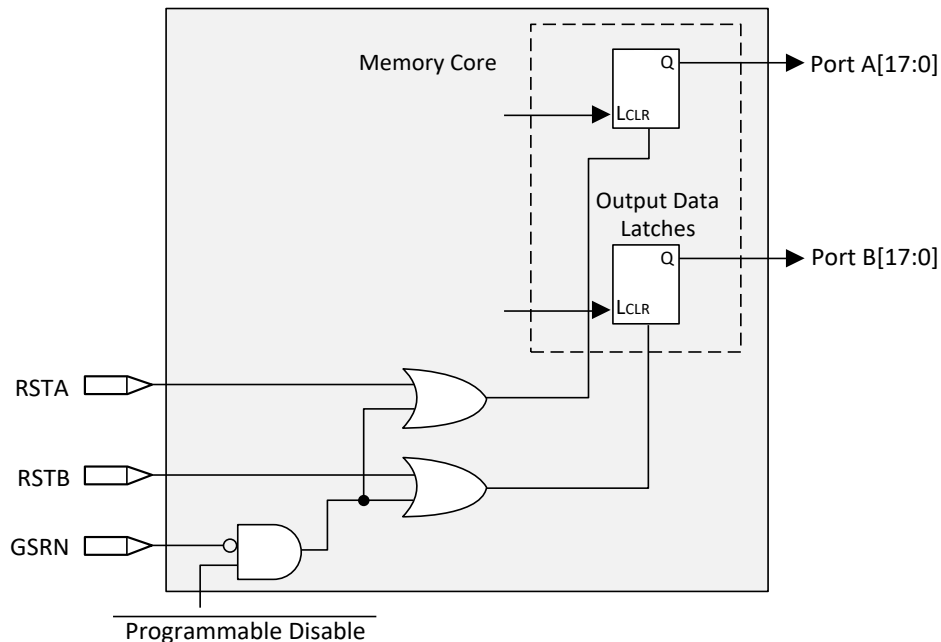 Memory Core
Q
Port A[17:0]
LCLR
Output Data
Latches
Q
Port B[17:0]
LCLR
RSTA
RSTB
GSRN
Programmable Disable